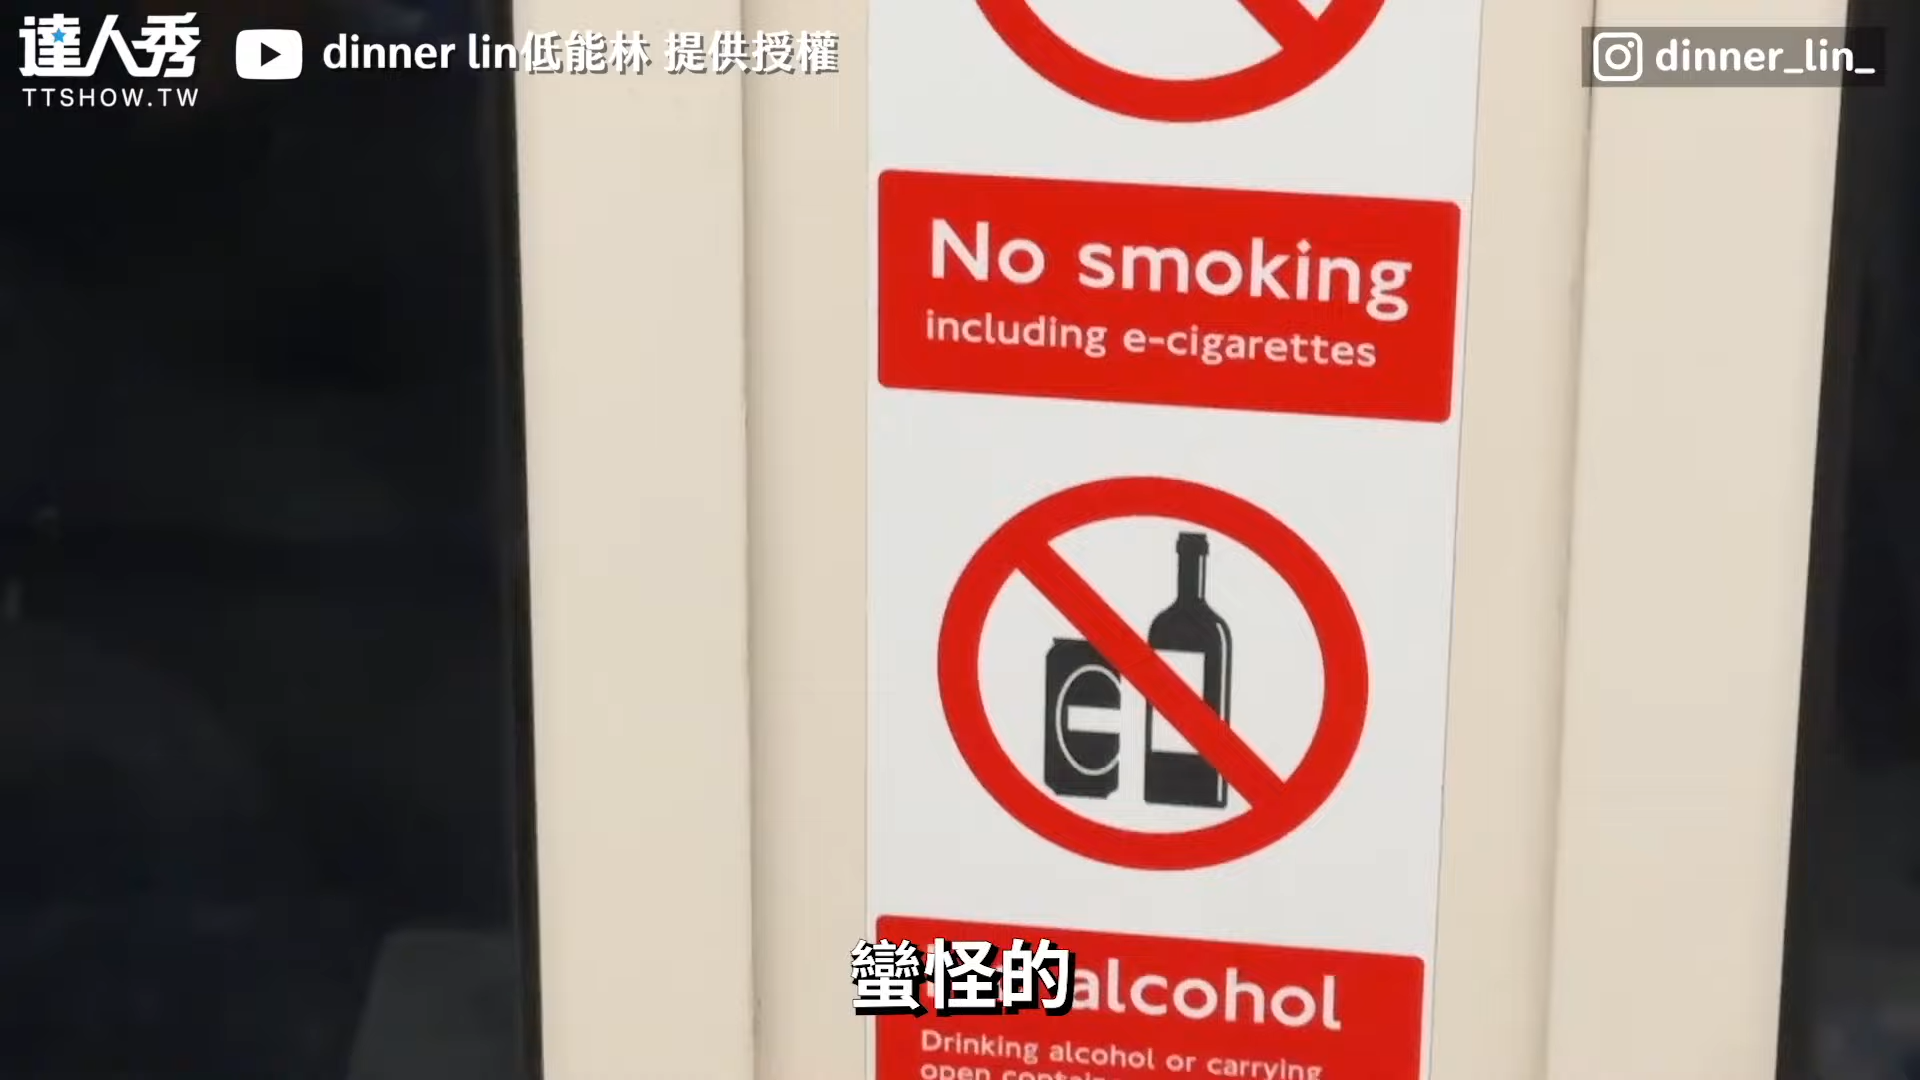 達人秀
TTSHOW.TW
dinner lin低能林 提供授權
dinner_lin_
No smoking
including e-cigarettes
alcohol
Drinking alcohol or carrying
open
蠻怪的